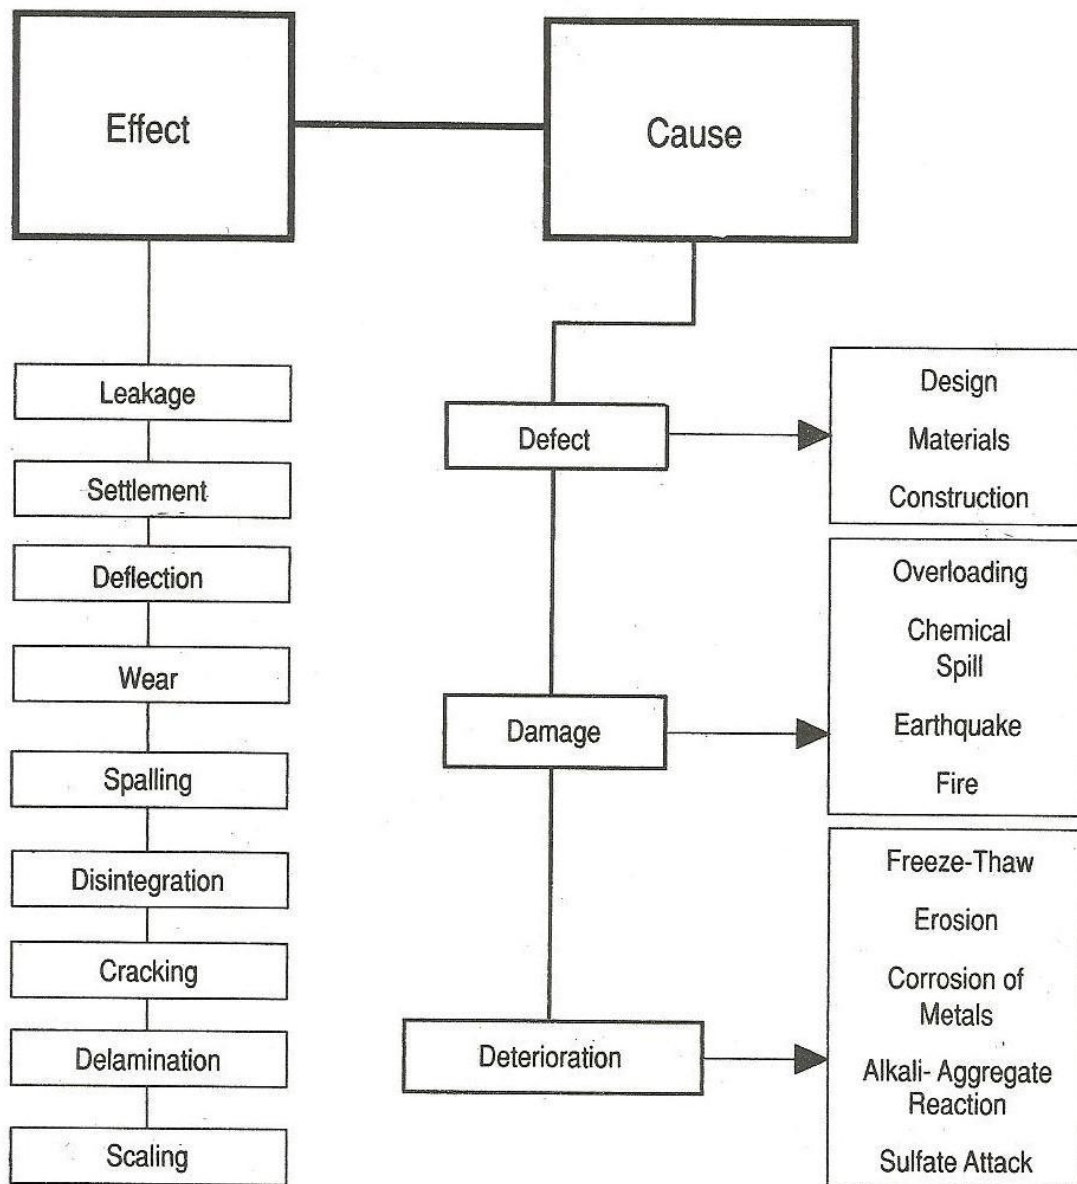 Effect
Cause
Leakage
Settlement
Deflection
Wear
Spalling
Disintegration
Cracking
Delamination
Scaling
Defect
Design
Materials
Construction
Damage
Overloading
Chemical
Spill
Earthquake
Fire
Deterioration
Freeze-Thaw
Erosion
Corrosion of
Metals
Alkali- Aggregate
Reaction
Sulfate Attack